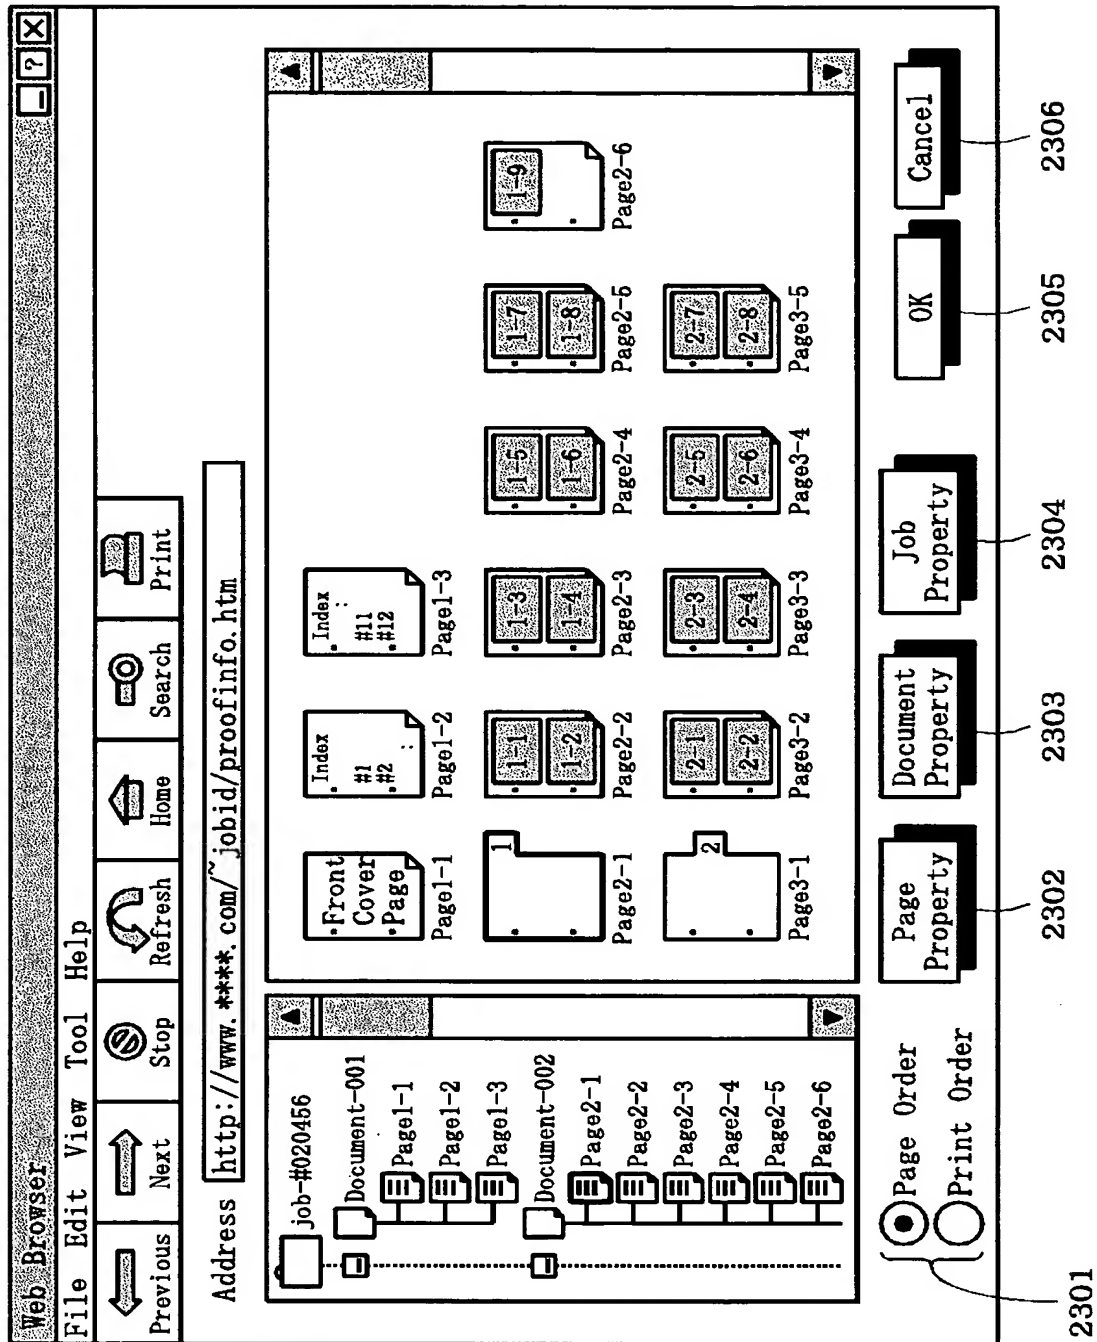 Web Browser
_ ? X
File Edit View Tool Help
Previous Next Stop Refresh Home Search Print
Address http://www.****.com/~jobid/proofinfo.htm
job-#020456
Document-001
Page1-1
Page1-2
Page1-3
Document-002
Page2-1
Page2-2
Page2-3
Page2-4
Page2-5
Page2-6
Front
Cover
Page
Page1-1
Index
#1
#2
:
Page1-2
Index
:
#11
#12
Page1-3
1
Page2-1
1-1
1-2
Page2-2
1-3
1-4
Page2-3
1-5
1-6
Page2-4
1-7
1-8
Page2-5
1-9
Page2-6
2
Page3-1
2-1
2-2
Page3-2
2-3
2-4
Page3-3
2-5
2-6
Page3-4
2-7
2-8
Page3-5
Page Order
Print Order
Page
Property
Document
Property
Job
Property
OK
Cancel
2301
2302
2303
2304
2305
2306